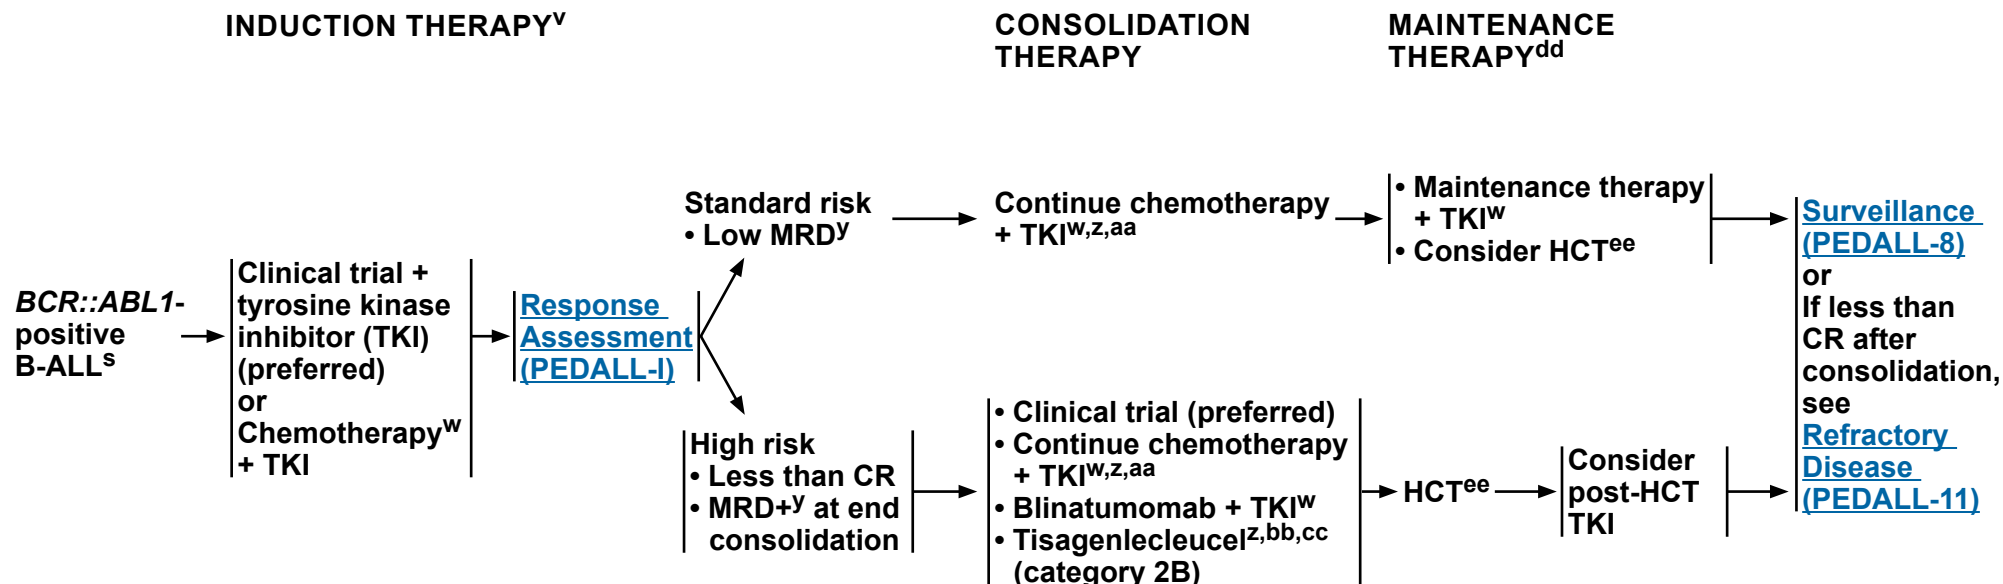 INDUCTION THERAPYv
CONSOLIDATION
THERAPY
MAINTENANCE
THERAPYdd
BCR::ABL1-
positive
B-ALLs
Clinical trial +
tyrosine kinase
inhibitor (TKI)
(preferred)
or
Chemotherapyw
+ TKI
Response
Assessment
(PEDALL-I)
Standard risk
• Low MRDy
Continue chemotherapy
+ TKIw,z,aa
• Maintenance therapy
+ TKIw
• Consider HCTee
High risk
• Less than CR
• MRD+y at end
consolidation
• Clinical trial (preferred)
• Continue chemotherapy
+ TKIw,z,aa
• Blinatumomab + TKIw
• Tisagenlecleucelz,bb,cc
(category 2B)
HCTee
Consider
post-HCT
TKI
Surveillance
(PEDALL-8)
or
If less than
CR after
consolidation,
see
Refractory
Disease
(PEDALL-11)